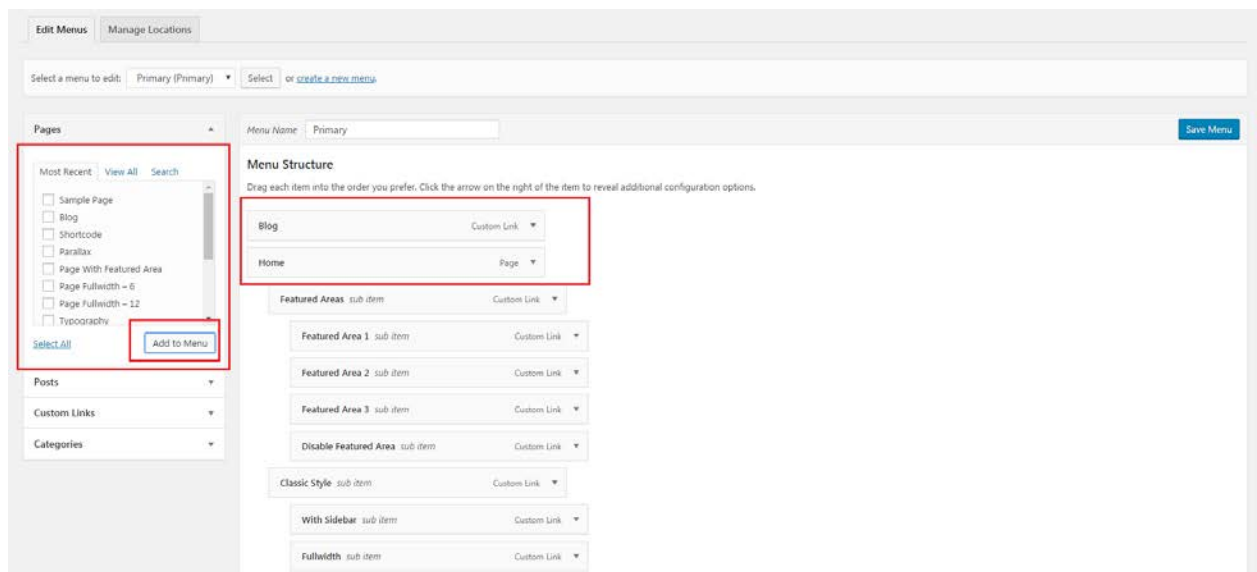 Edit Menus Manage Locations
Select a menu to edit: Primary (Primary) Select or create a new menu.
Pages
Menu Name Primary Save Menu
Most Recent View All Search
Sample Page
Blog
Shortcode
Parallax
Page With Featured Area
Page Fullwidth – 6
Page Fullwidth – 12
Typography
Select All Add to Menu
Posts
Custom Links
Categories
Menu Structure
Drag each item into the order you prefer. Click the arrow on the right of the item to reveal additional configuration options.
Blog Custom Link
Home Page
Featured Areas sub item Custom Link
Featured Area 1 sub item Custom Link
Featured Area 2 sub item Custom Link
Featured Area 3 sub item Custom Link
Disable Featured Area sub item Custom Link
Classic Style sub item Custom Link
With Sidebar sub item Custom Link
Fullwidth sub item Custom Link